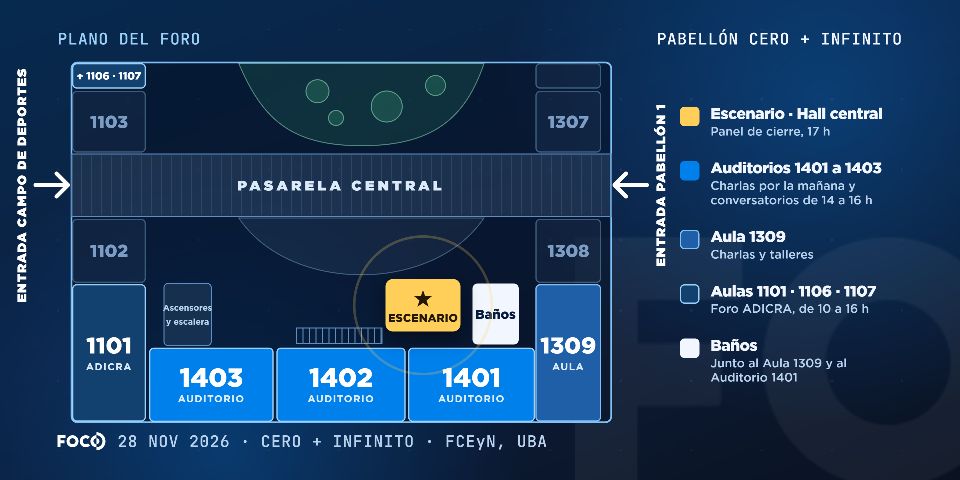 PLANO DEL FORO
PABELLÓN CERO + INFINITO
ENTRADA CAMPO DE DEPORTES
+ 1106 · 1107
1103
1307
PASARELA CENTRAL
1102
1308
Ascensores
y escalera
★
ESCENARIO
Baños
1101
ADICRA
1403
AUDITORIO
1402
AUDITORIO
1401
AUDITORIO
1309
AULA
ENTRADA PABELLÓN 1
Escenario · Hall central
Panel de cierre, 17 h
Auditorios 1401 a 1403
Charlas por la mañana y
conversatorios de 14 a 16 h
Aula 1309
Charlas y talleres
Aulas 1101 · 1106 · 1107
Foro ADICRA, de 10 a 16 h
Baños
Junto al Aula 1309 y al
Auditorio 1401
FOCO 28 NOV 2026 · CERO + INFINITO · FCEyN, UBA
FO